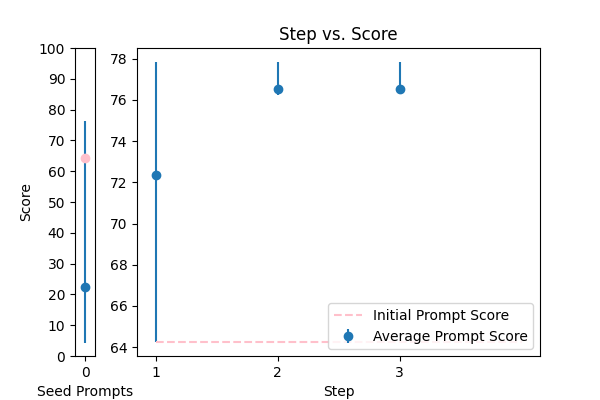 Step vs. Score
Score
100
90
80
70
60
50
40
30
20
10
0
0
Seed Prompts
78
76
74
72
70
68
66
64
1 2 3
Step
Initial Prompt Score
Average Prompt Score